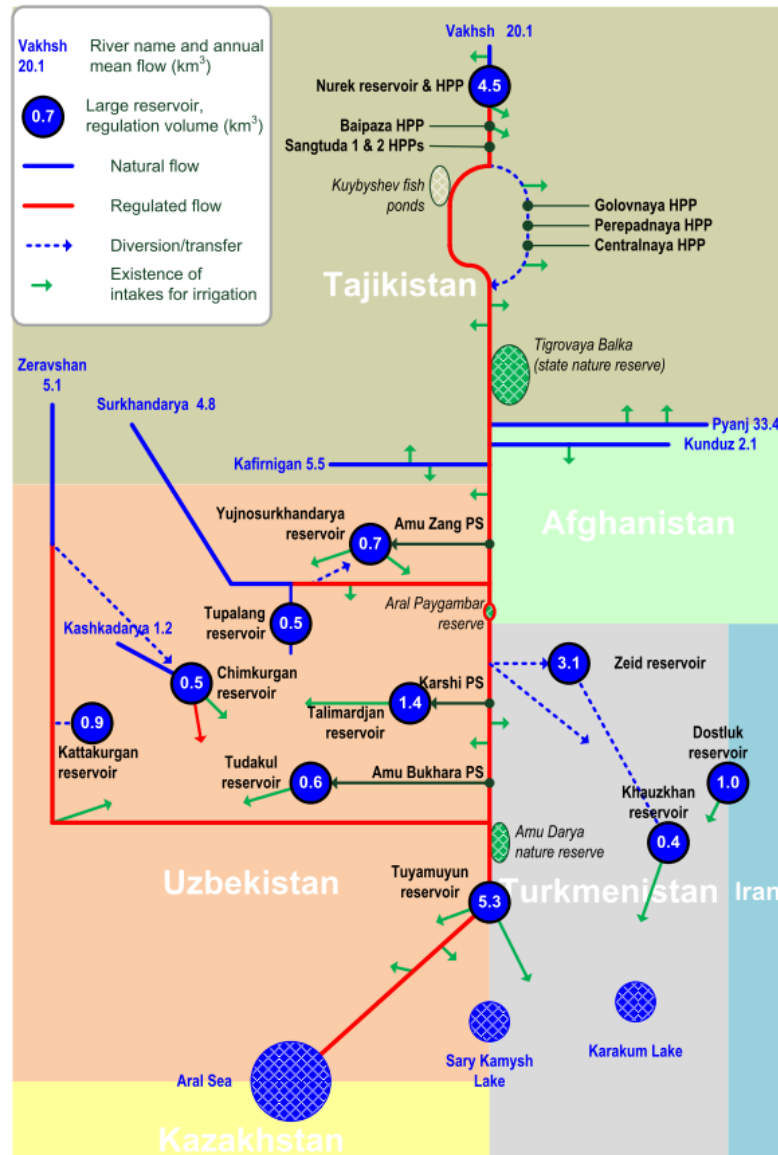 Vakhsh 20.1
River name and annual mean flow (km³)
0.7
Large reservoir, regulation volume (km³)
Natural flow
Regulated flow
Diversion/transfer
Existence of intakes for irrigation
Vakhsh 20.1
Nurek reservoir & HPP
4.5
Baipaza HPP
Sangtuda 1 & 2 HPPs
Kuybyshev fish
ponds
Golovnaya HPP
Perepadnaya HPP
Centralnaya HPP
Tajikistan
Tigrovaya Balka
(state nature reserve)
Zeravshan
5.1
Surkhandarya 4.8
Pyanj 33.4
Kunduz 2.1
Kafirnigan 5.5
Yujnosurkhandarya
reservoir
0.7
Amu Zang PS
Afghanistan
Tupalang
reservoir
0.5
Aral Paygambar
reserve
Kashkadarya 1.2
Chimkurgan
reservoir
0.5
Karshi PS
3.1
Zeid reservoir
Talimardjan
reservoir
1.4
0.9
Kattakurgan
reservoir
Dostluk
reservoir
1.0
Tudakul
reservoir
0.6
Amu Bukhara PS
Khauzkhan
reservoir
0.4
Amu Darya
nature reserve
Uzbekistan
Tuyamuyun
reservoir
5.3
Turkmenistan
Iran
Aral Sea
Sary Kamysh
Lake
Karakum Lake
Kazakhstan